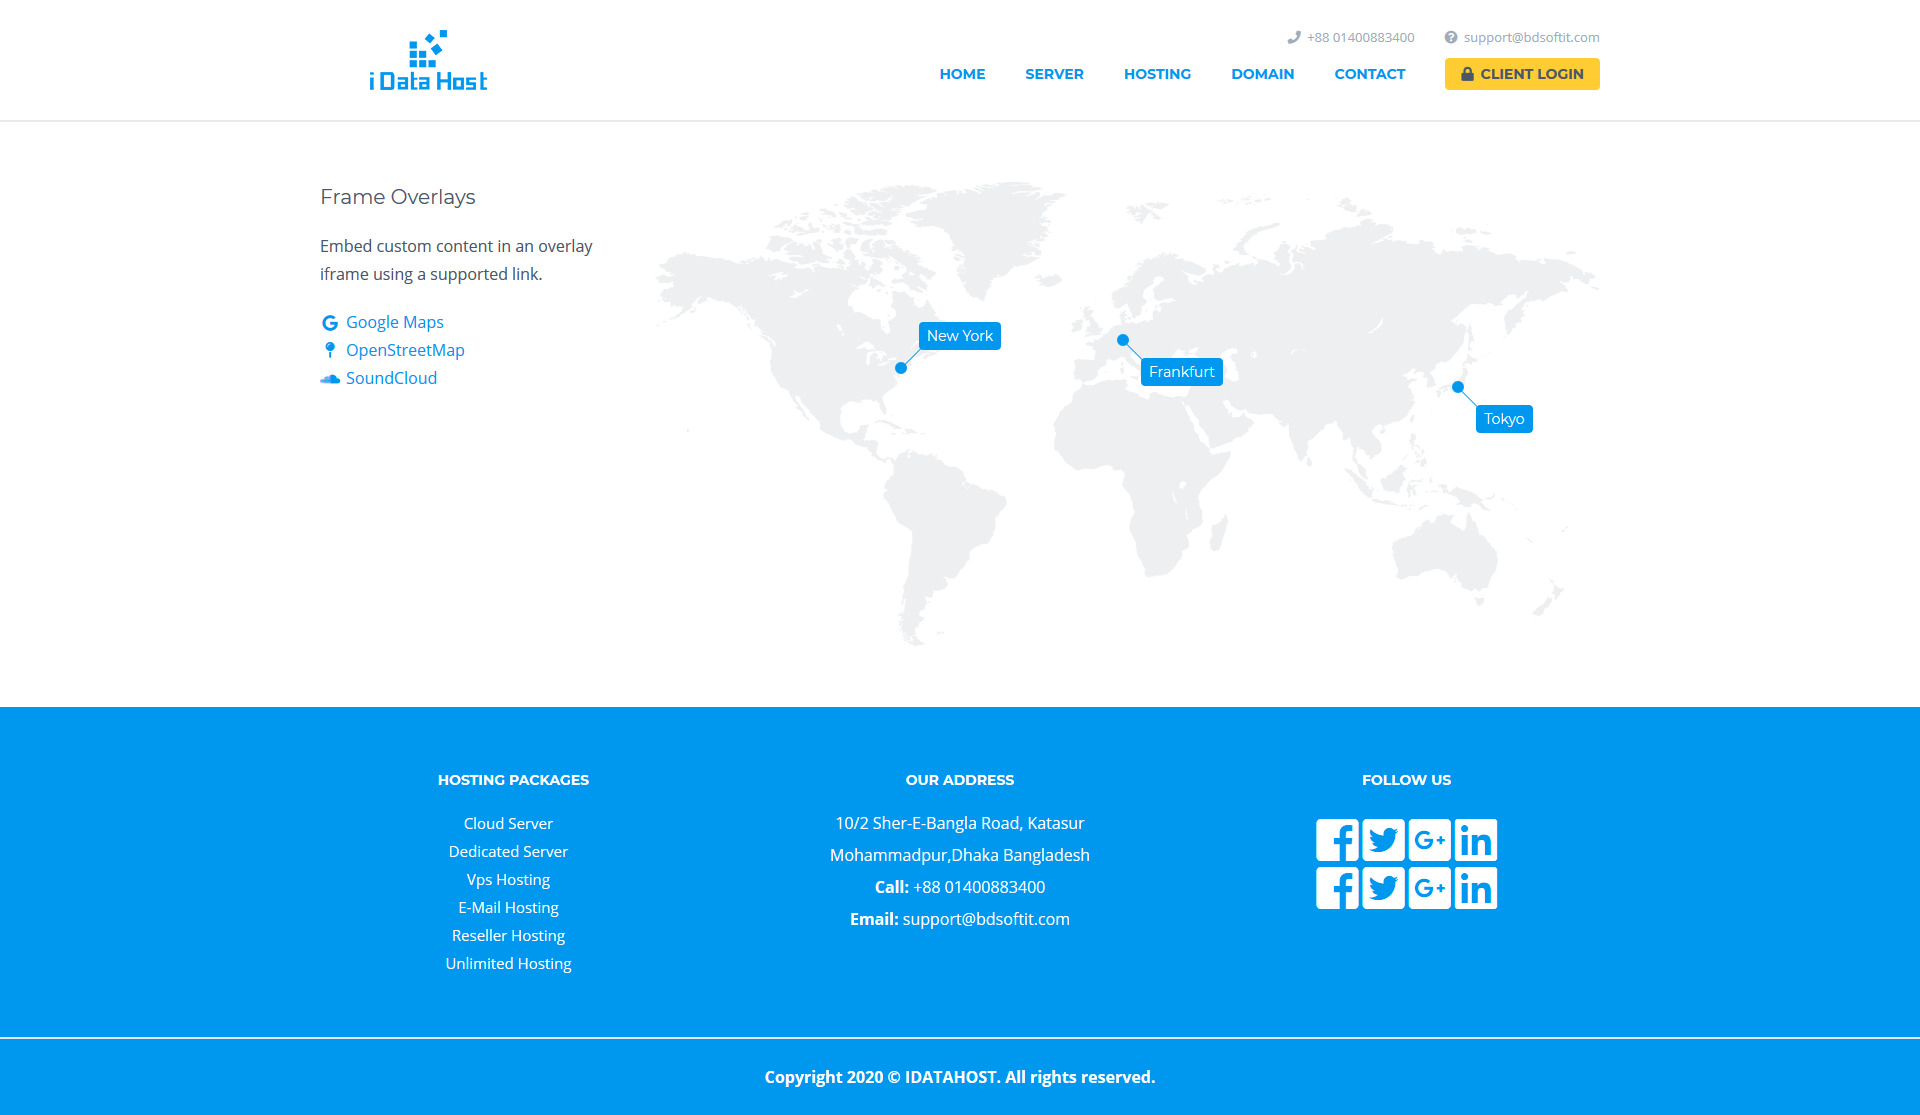 i Data Host
+88 01400883400 support@bdsoftit.com
HOME SERVER HOSTING DOMAIN CONTACT CLIENT LOGIN
Frame Overlays
Embed custom content in an overlay
iframe using a supported link.
Google Maps
OpenStreetMap
SoundCloud
New York
Frankfurt
Tokyo
HOSTING PACKAGES
Cloud Server
Dedicated Server
Vps Hosting
E-Mail Hosting
Reseller Hosting
Unlimited Hosting
OUR ADDRESS
10/2 Sher-E-Bangla Road, Katasur
Mohammadpur,Dhaka Bangladesh
Call: +88 01400883400
Email: support@bdsoftit.com
FOLLOW US
Copyright 2020 © IDATAHOST. All rights reserved.